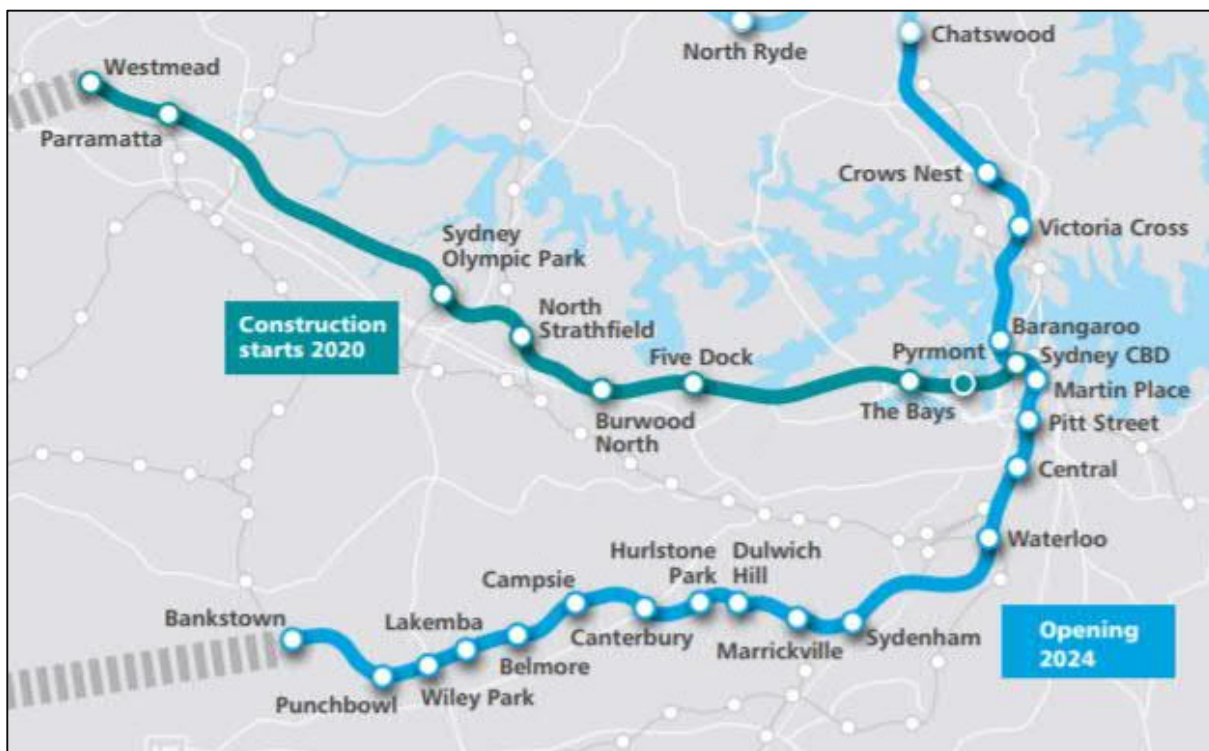 Westmead
Parramatta
North Ryde
Chatswood
Crows Nest
Victoria Cross
Sydney
Olympic Park
North
Strathfield
Construction
starts 2020
Five Dock
Burwood
North
Pyrmont
The Bays
Barangaroo
Sydney CBD
Martin Place
Pitt Street
Central
Waterloo
Hurlstone
Park
Dulwich
Hill
Campsie
Bankstown
Lakemba
Canterbury
Belmore
Marrickville
Sydenham
Punchbowl
Wiley Park
Opening
2024